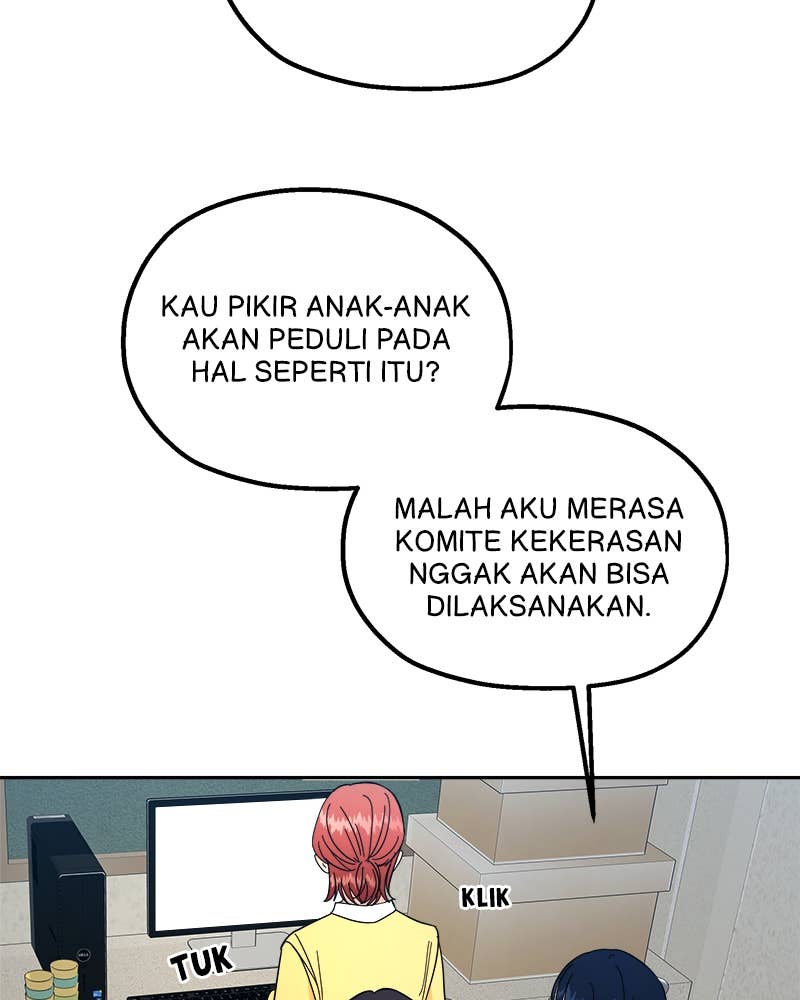 KAU PIKIR ANAK-ANAK
AKAN PEDULI PADA
HAL SEPERTI ITU?
MALAH AKU MERASA
KOMITE KEKERASAN
NGGAK AKAN BISA
DILAKSANAKAN.
KLIK
TUK